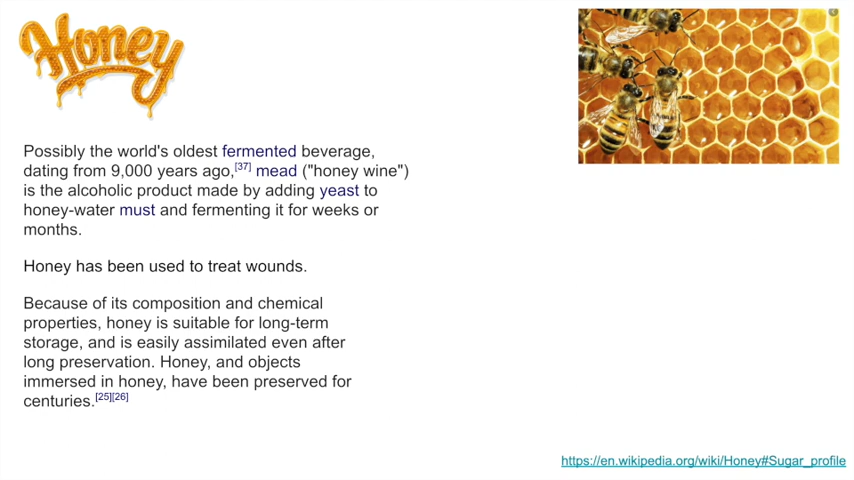 Honey
Possibly the world's oldest fermented beverage,
dating from 9,000 years ago,[37] mead ("honey wine")
is the alcoholic product made by adding yeast to
honey-water must and fermenting it for weeks or
months.
Honey has been used to treat wounds.
Because of its composition and chemical
properties, honey is suitable for long-term
storage, and is easily assimilated even after
long preservation. Honey, and objects
immersed in honey, have been preserved for
centuries.[25][26]
https://en.wikipedia.org/wiki/Honey#Sugar_profile